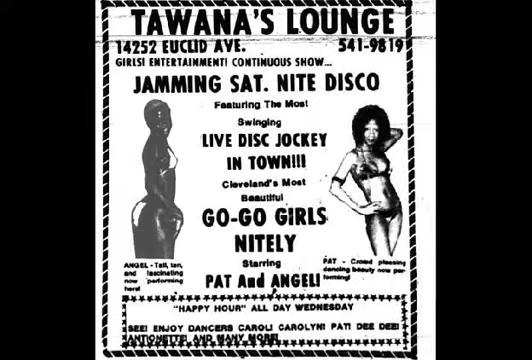 TAWANA'S LOUNGE
14252 EUCLID AVE. 541-9819
GIRLS! ENTERTAINMENT! CONTINUOUS SHOW...
JAMMING SAT. NITE DISCO
Featuring The Most
Swinging
LIVE DISC JOCKEY
IN TOWN!!!
Cleveland's Most
Beautiful
GO-GO GIRLS
NITELY
Starring
PAT And ANGEL!
ANGEL - Tall, tan,
and fascinating
now performing
here!
PAT - Crowd pleasing
dancing beauty now per-
forming!
"HAPPY HOUR" ALL DAY WEDNESDAY
SEE! ENJOY DANCERS CAROL! CAROLYN! PAT! DEE DEE!
ANTIONETTE! AND MANY MORE!